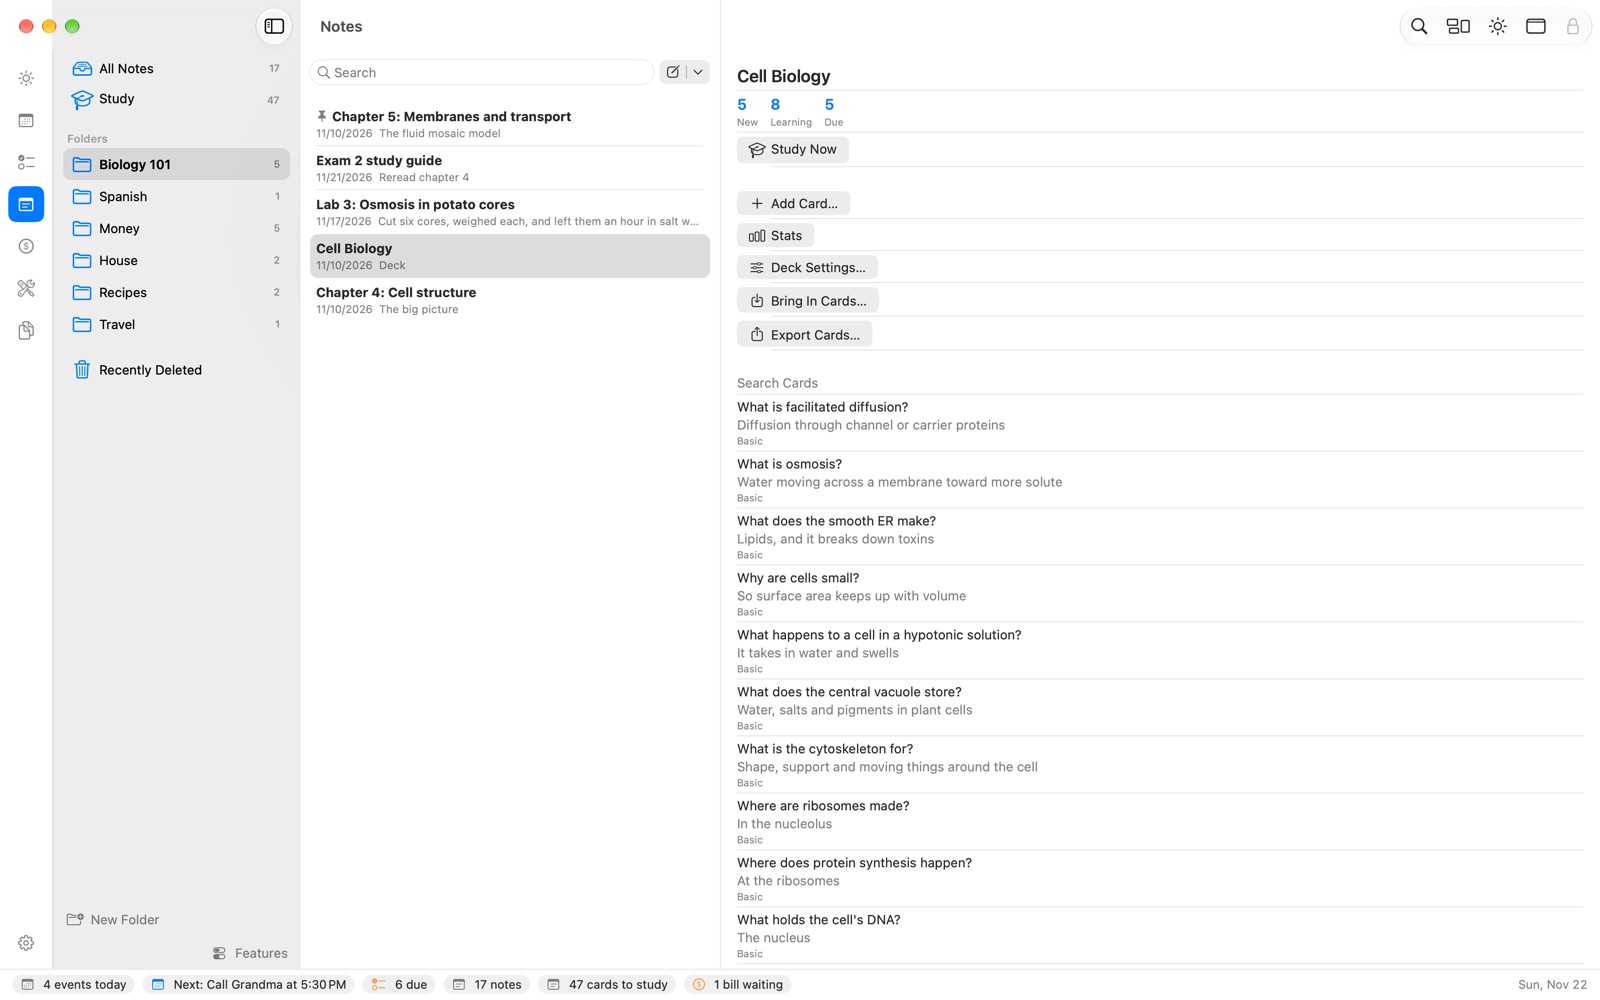 Notes
All Notes 17
Study 47
Folders
Biology 101 5
Spanish 1
Money 5
House 2
Recipes 2
Travel 1
Recently Deleted
New Folder
Features
Search
Chapter 5: Membranes and transport
11/10/2026 The fluid mosaic model
Exam 2 study guide
11/21/2026 Reread chapter 4
Lab 3: Osmosis in potato cores
11/17/2026 Cut six cores, weighed each, and left them an hour in salt w...
Cell Biology
11/10/2026 Deck
Chapter 4: Cell structure
11/10/2026 The big picture
Cell Biology
5 8 5
New Learning Due
Study Now
Add Card...
Stats
Deck Settings...
Bring In Cards...
Export Cards...
Search Cards
What is facilitated diffusion?
Diffusion through channel or carrier proteins
Basic
What is osmosis?
Water moving across a membrane toward more solute
Basic
What does the smooth ER make?
Lipids, and it breaks down toxins
Basic
Why are cells small?
So surface area keeps up with volume
Basic
What happens to a cell in a hypotonic solution?
It takes in water and swells
Basic
What does the central vacuole store?
Water, salts and pigments in plant cells
Basic
What is the cytoskeleton for?
Shape, support and moving things around the cell
Basic
Where are ribosomes made?
In the nucleolus
Basic
Where does protein synthesis happen?
At the ribosomes
Basic
What holds the cell's DNA?
The nucleus
Basic
4 events today Next: Call Grandma at 5:30 PM 6 due 17 notes 47 cards to study 1 bill waiting Sun, Nov 22